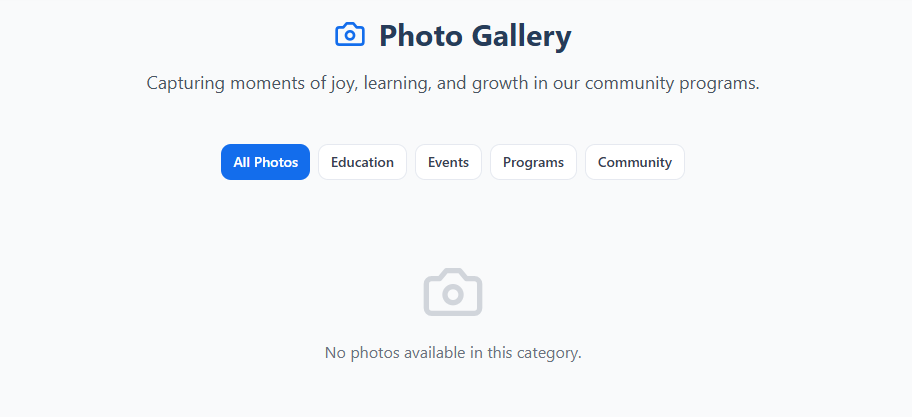 Photo Gallery
Capturing moments of joy, learning, and growth in our community programs.
All Photos Education Events Programs Community
No photos available in this category.